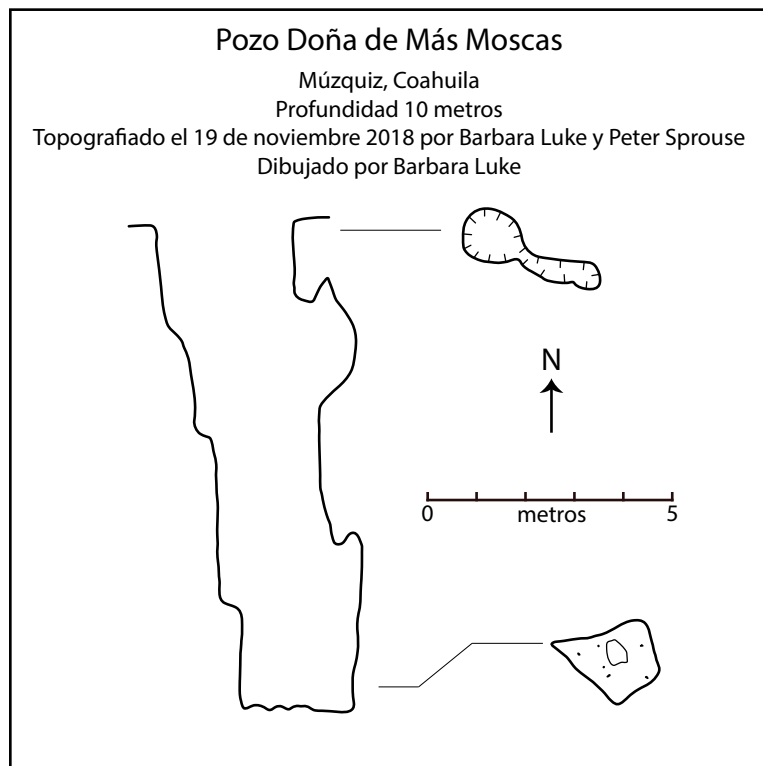 Pozo Doña de Más Moscas
Múzquiz, Coahuila
Profundidad 10 metros
Topografiado el 19 de noviembre 2018 por Barbara Luke y Peter Sprouse
Dibujado por Barbara Luke
N
0 metros 5